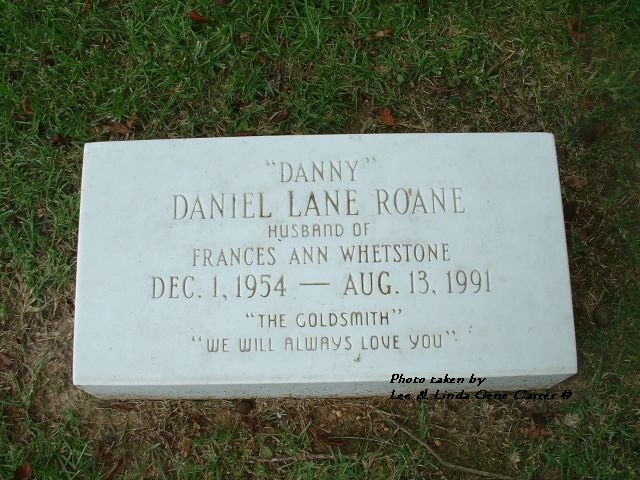 "DANNY"
DANIEL LANE ROANE
HUSBAND OF
FRANCES ANN WHETSTONE
DEC. 1, 1954 — AUG. 13, 1991
"THE GOLDSMITH"
"WE WILL ALWAYS LOVE YOU"
Photo taken by
Lee & Linda Gene Carter ©